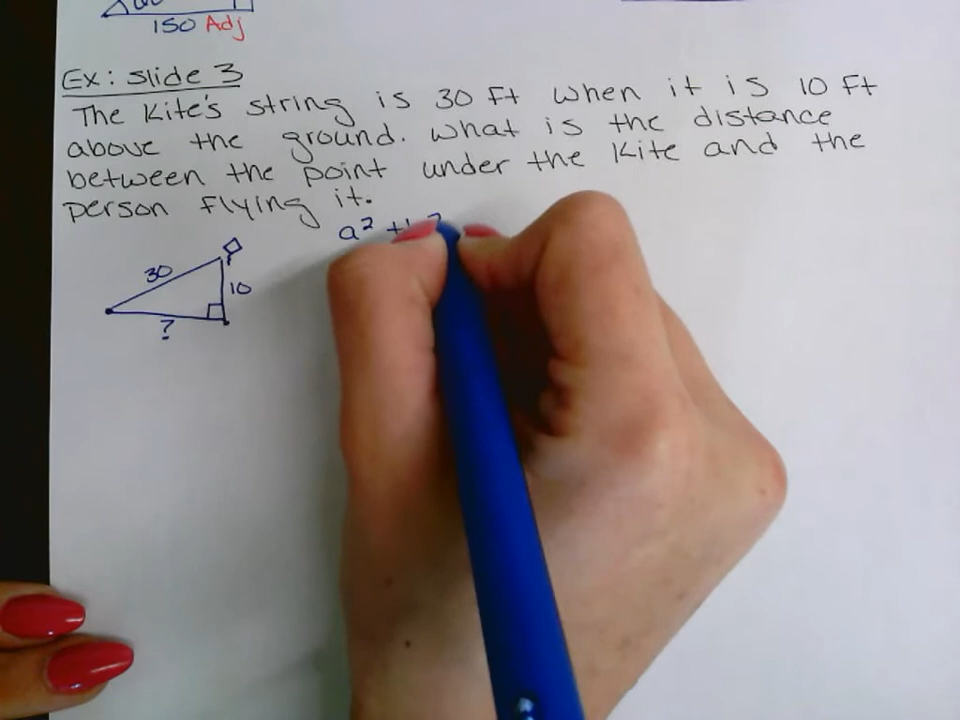 150 Adj
Ex: slide 3
The Kite's string is 30 Ft when it is 10 Ft
above the ground. What is the distance
between the point under the Kite and the
person flying it.
a² +
30
10
?